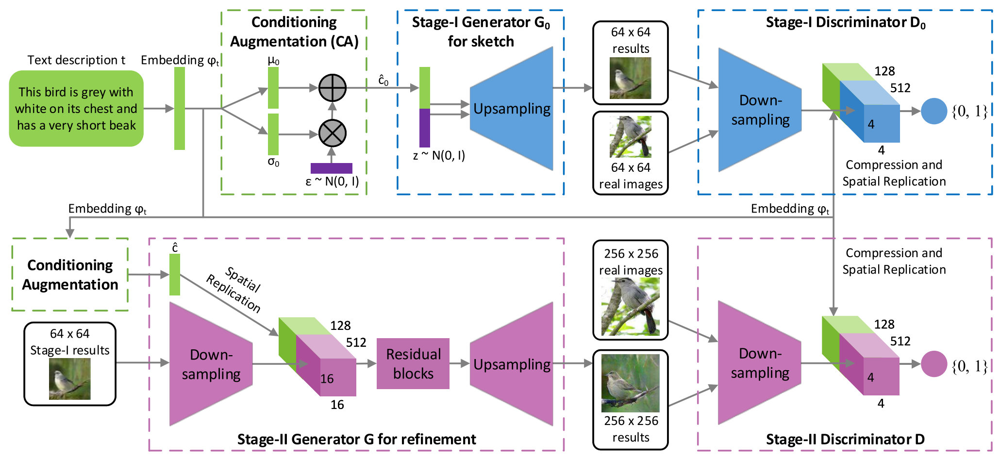 Conditioning
Augmentation (CA)
Stage-I Generator G₀
for sketch
64 x 64
results
Stage-I Discriminator D₀
Text description t
Embedding φₜ
μ₀
ĉ₀
128
512
This bird is grey with
white on its chest and
has a very short beak
Upsampling
Down-
sampling
{0, 1}
4
4
σ₀
ε ~ N(0, I)
z ~ N(0, I)
64 x 64
real images
Compression and
Spatial Replication
Embedding φₜ
Embedding φₜ
Conditioning
Augmentation
ĉ
Spatial
Replication
256 x 256
real images
Compression and
Spatial Replication
64 x 64
Stage-I results
Down-
sampling
128
512
16
16
Residual
blocks
Upsampling
256 x 256
results
Down-
sampling
128
512
4
4
{0, 1}
Stage-II Generator G for refinement
Stage-II Discriminator D